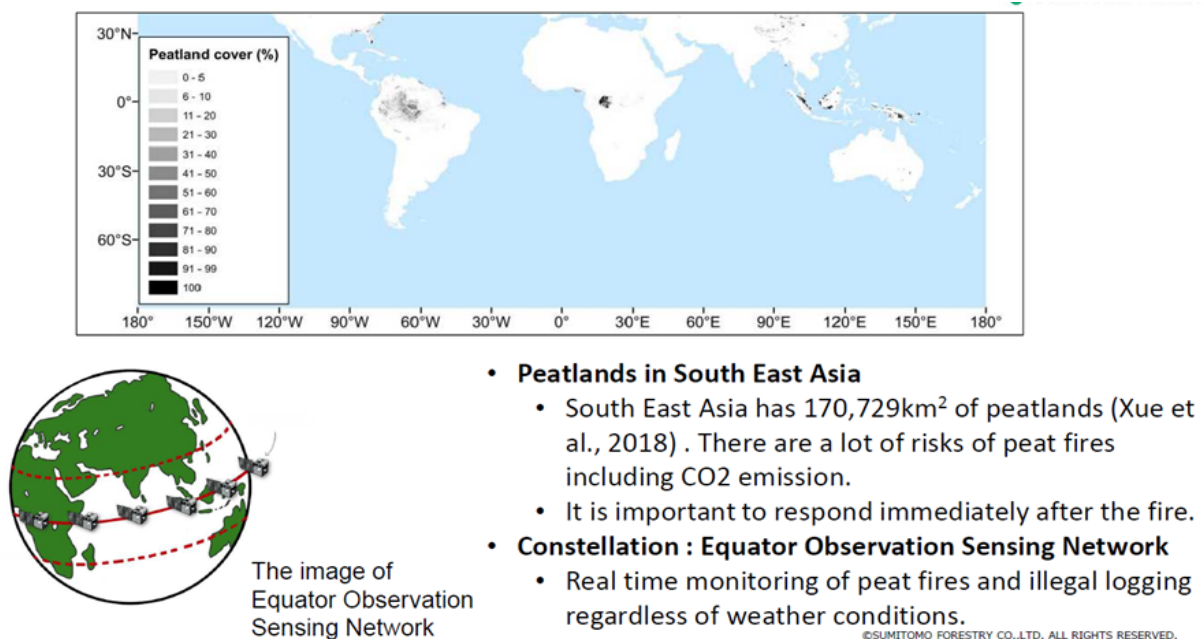 30°N
0°
30°S
60°S
Peatland cover (%)
0 - 5
6 - 10
11 - 20
21 - 30
31 - 40
41 - 50
51 - 60
61 - 70
71 - 80
81 - 90
91 - 99
100
180° 150°W 120°W 90°W 60°W 30°W 0° 30°E 60°E 90°E 120°E 150°E 180°
The image of
Equator Observation
Sensing Network
• Peatlands in South East Asia
• South East Asia has 170,729km² of peatlands (Xue et
al., 2018) . There are a lot of risks of peat fires
including CO2 emission.
• It is important to respond immediately after the fire.
• Constellation : Equator Observation Sensing Network
• Real time monitoring of peat fires and illegal logging
regardless of weather conditions.
©SUMITOMO FORESTRY CO.,LTD. ALL RIGHTS RESERVED.